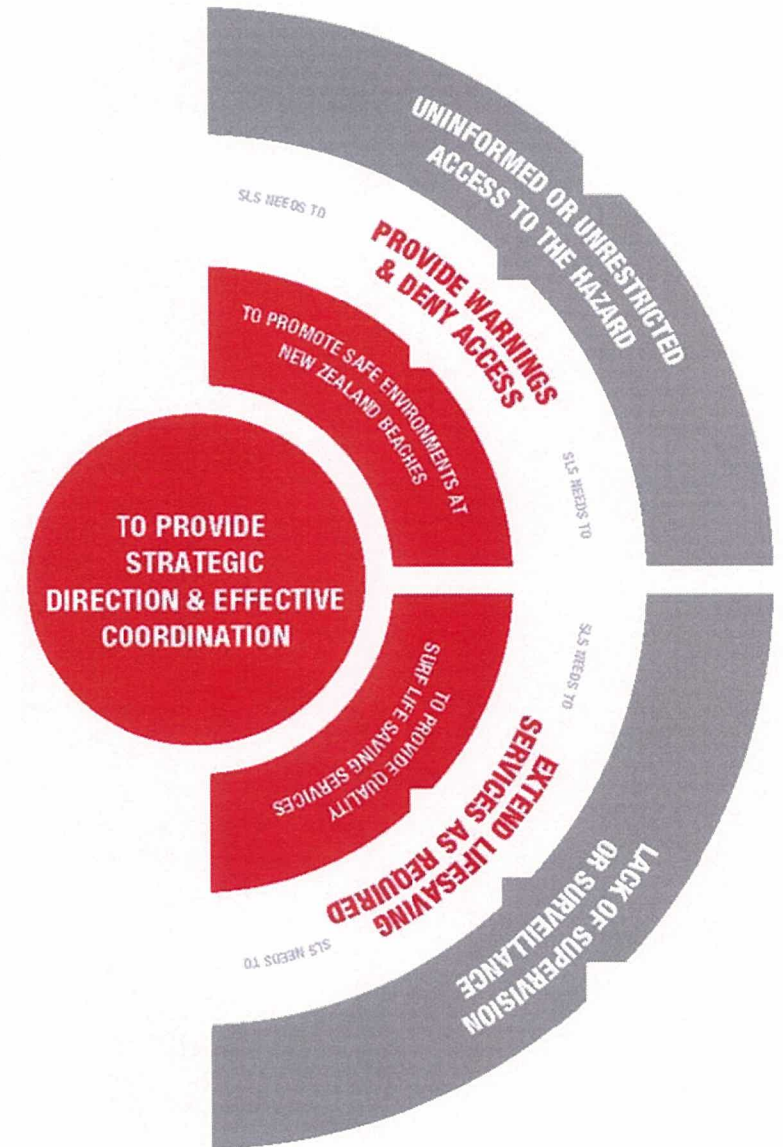 UNINFORMED OR UNRESTRICTED
ACCESS TO THE HAZARD
SLS NEEDS TO
PROVIDE WARNINGS
& DENY ACCESS
TO PROMOTE SAFE ENVIRONMENTS AT
NEW ZEALAND BEACHES
SLS NEEDS TO
TO PROVIDE
STRATEGIC
DIRECTION & EFFECTIVE
COORDINATION
SLS NEEDS TO
TO PROVIDE QUALITY
SURF LIFE SAVING SERVICES
EXTEND LIFESAVING
SERVICES AS REQUIRED
SLS NEEDS TO
LACK OF SUPERVISION
OR SURVEILLANCE